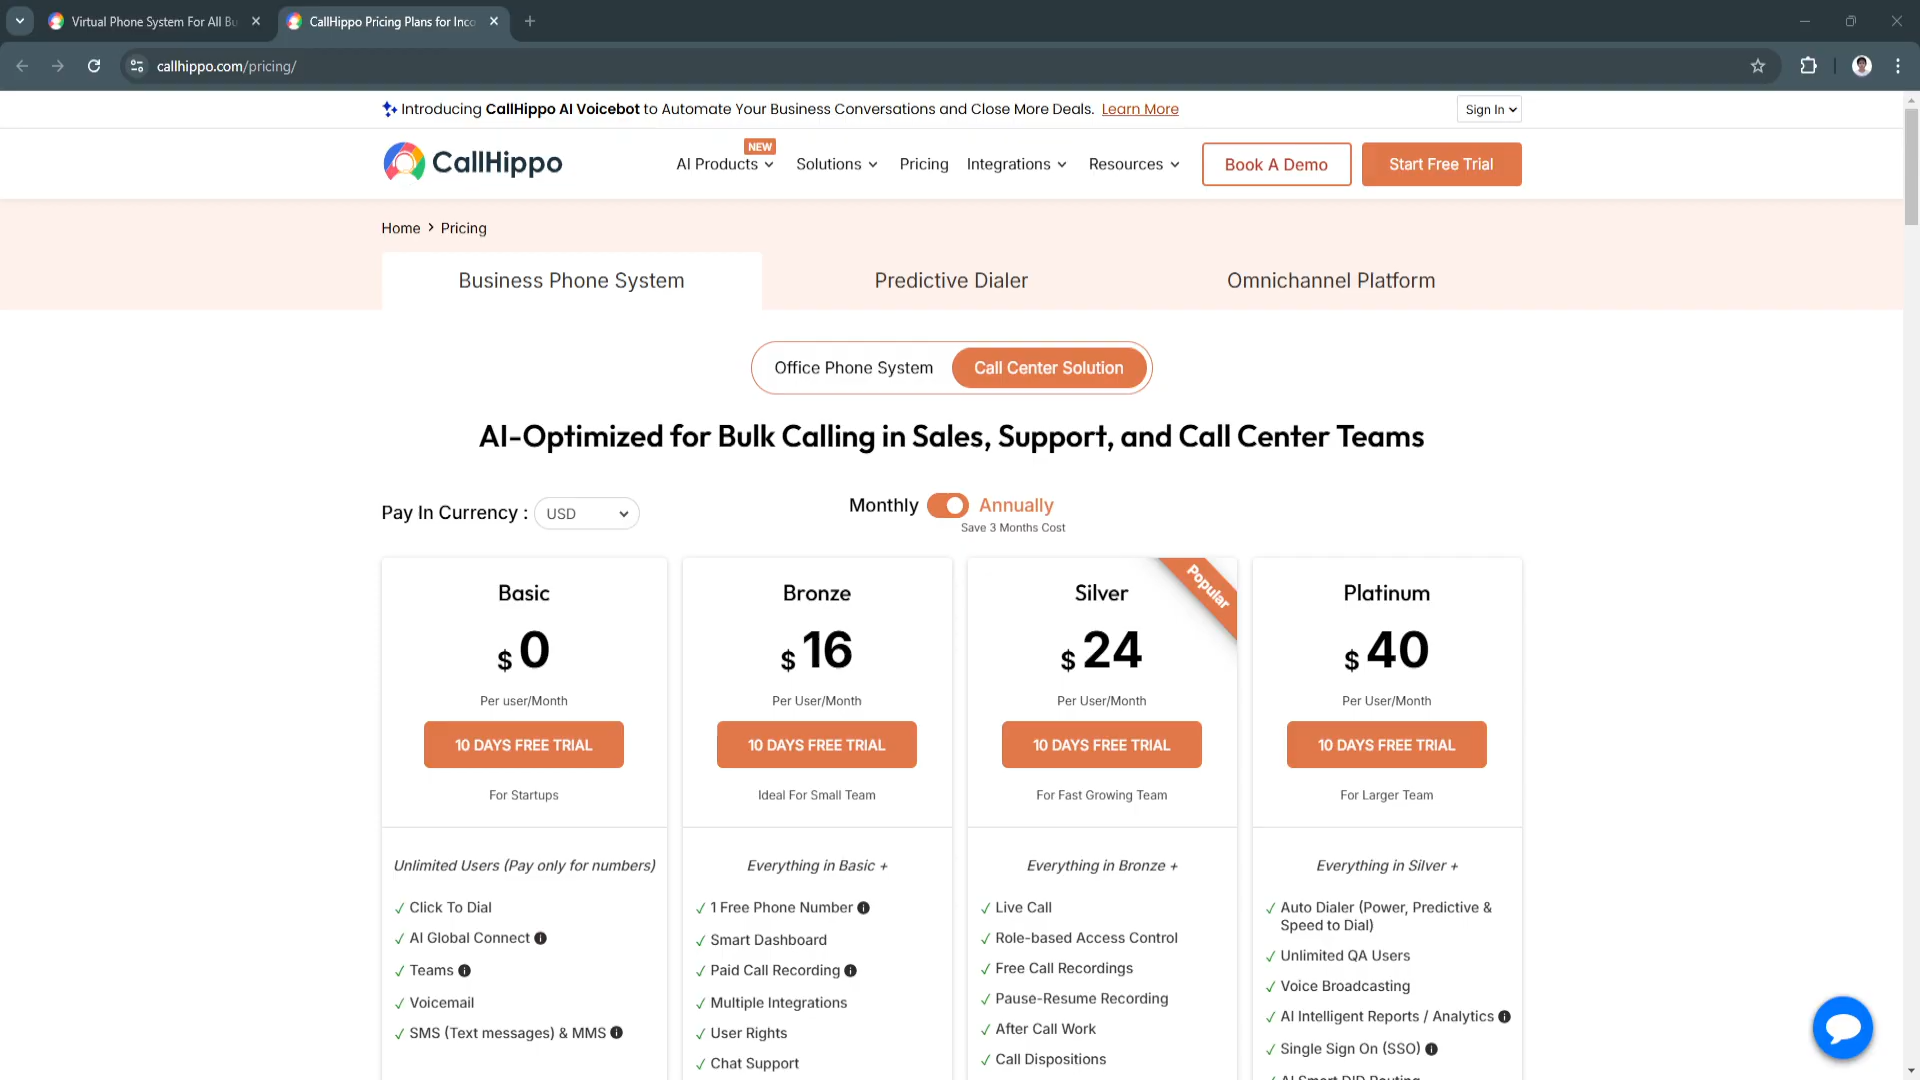 Virtual Phone System For All Bu
CallHippo Pricing Plans for Inco
callhippo.com/pricing/
Introducing CallHippo AI Voicebot to Automate Your Business Conversations and Close More Deals. Learn More
Sign In
CallHippo
AI Products
NEW
Solutions
Pricing
Integrations
Resources
Book A Demo
Start Free Trial
Home > Pricing
Business Phone System
Predictive Dialer
Omnichannel Platform
Office Phone System
Call Center Solution
AI-Optimized for Bulk Calling in Sales, Support, and Call Center Teams
Pay In Currency :
USD
Monthly
Annually
Save 3 Months Cost
Basic
$ 0
Per user/Month
10 DAYS FREE TRIAL
For Startups
Unlimited Users (Pay only for numbers)
✓ Click To Dial
✓ AI Global Connect
✓ Teams
✓ Voicemail
✓ SMS (Text messages) & MMS
Bronze
$ 16
Per User/Month
10 DAYS FREE TRIAL
Ideal For Small Team
Everything in Basic +
✓ 1 Free Phone Number
✓ Smart Dashboard
✓ Paid Call Recording
✓ Multiple Integrations
✓ User Rights
✓ Chat Support
Popular
Silver
$ 24
Per User/Month
10 DAYS FREE TRIAL
For Fast Growing Team
Everything in Bronze +
✓ Live Call
✓ Role-based Access Control
✓ Free Call Recordings
✓ Pause-Resume Recording
✓ After Call Work
✓ Call Dispositions
Platinum
$ 40
Per User/Month
10 DAYS FREE TRIAL
For Larger Team
Everything in Silver +
✓ Auto Dialer (Power, Predictive &
Speed to Dial)
✓ Unlimited QA Users
✓ Voice Broadcasting
✓ AI Intelligent Reports / Analytics
✓ Single Sign On (SSO)
AI Smart DID Routing